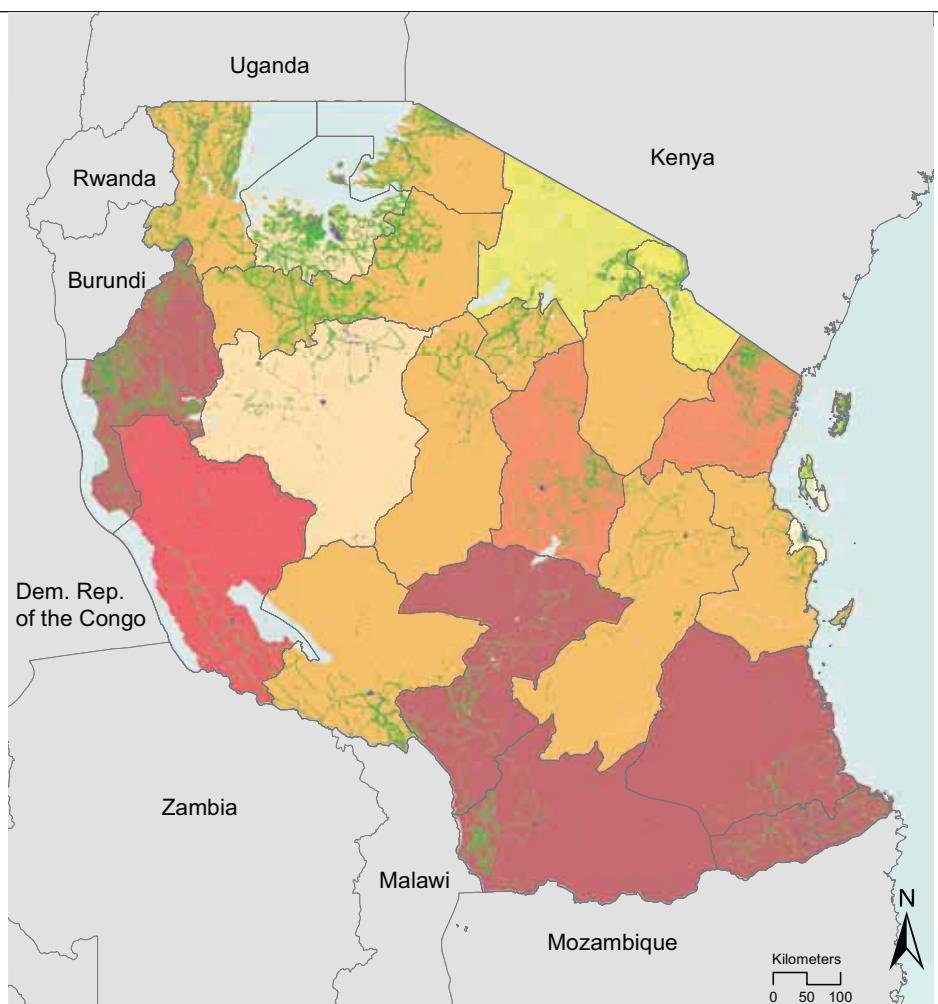 Uganda
Kenya
Rwanda
Burundi
Dem. Rep.
of the Congo
Zambia
Malawi
Mozambique
N
Kilometers
0 50 100